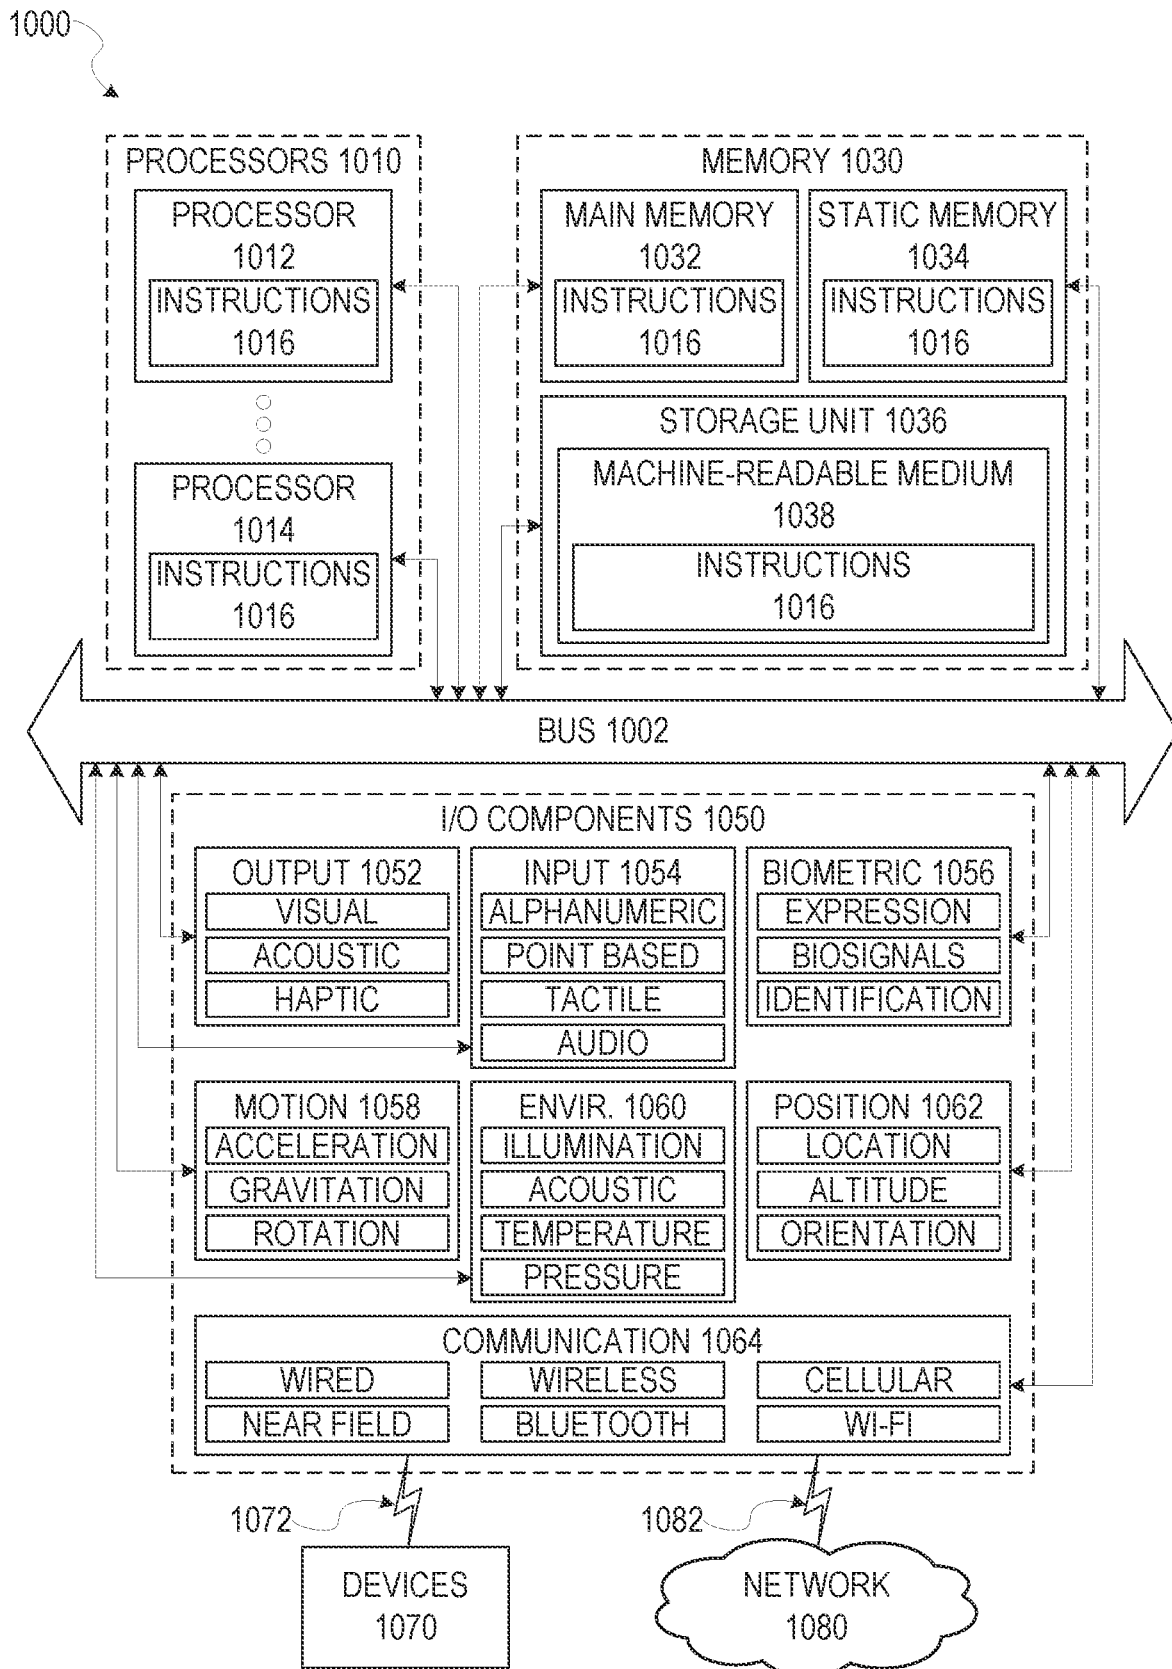 1000
PROCESSORS 1010
PROCESSOR
1012
INSTRUCTIONS
1016
PROCESSOR
1014
INSTRUCTIONS
1016
MEMORY 1030
MAIN MEMORY
1032
INSTRUCTIONS
1016
STATIC MEMORY
1034
INSTRUCTIONS
1016
STORAGE UNIT 1036
MACHINE-READABLE MEDIUM
1038
INSTRUCTIONS
1016
BUS 1002
I/O COMPONENTS 1050
OUTPUT 1052
VISUAL
ACOUSTIC
HAPTIC
INPUT 1054
ALPHANUMERIC
POINT BASED
TACTILE
AUDIO
BIOMETRIC 1056
EXPRESSION
BIOSIGNALS
IDENTIFICATION
MOTION 1058
ACCELERATION
GRAVITATION
ROTATION
ENVIR. 1060
ILLUMINATION
ACOUSTIC
TEMPERATURE
PRESSURE
POSITION 1062
LOCATION
ALTITUDE
ORIENTATION
COMMUNICATION 1064
WIRED
WIRELESS
CELLULAR
NEAR FIELD
BLUETOOTH
WI-FI
1072
1082
DEVICES
1070
NETWORK
1080